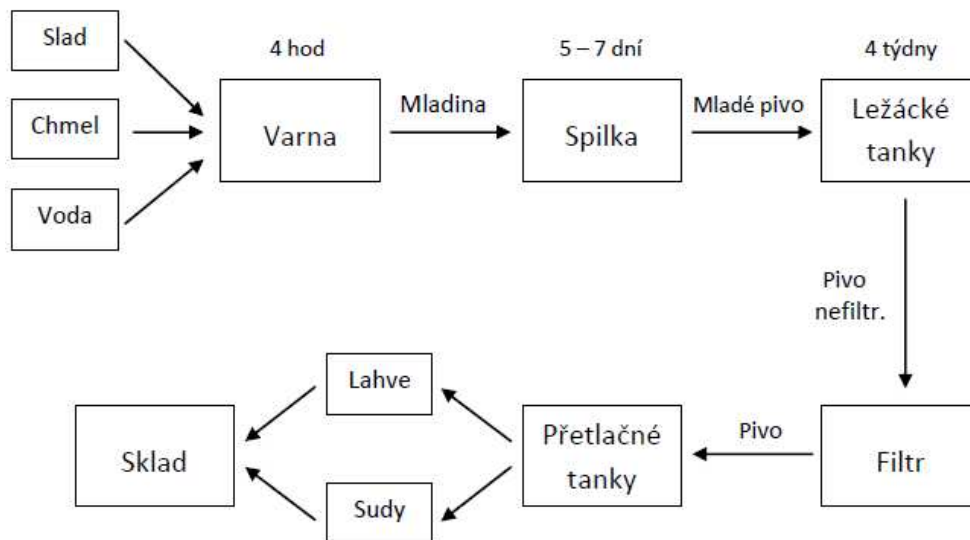 Slad
4 hod
5 – 7 dní
4 týdny
Chmel
Varna
Mladina
Spilka
Mladé pivo
Ležácké
tanky
Voda
Pivo
nefiltr.
Lahve
Sklad
Přetlačné
tanky
Pivo
Filtr
Sudy